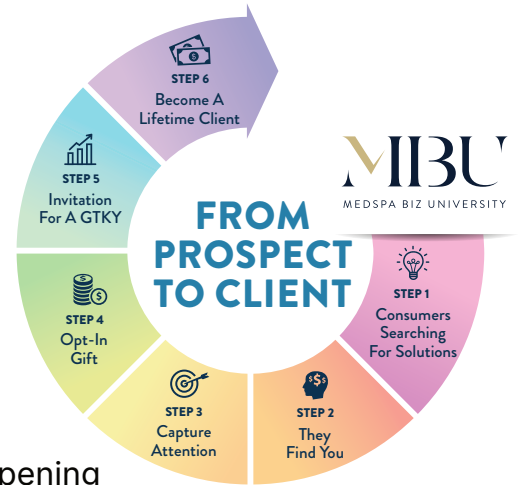 FROM
PROSPECT
TO CLIENT
MBU
MEDSPA BIZ UNIVERSITY
STEP 1
Consumers
Searching
For Solutions
STEP 2
They
Find You
STEP 3
Capture
Attention
STEP 4
Opt-In
Gift
STEP 5
Invitation
For A GTKY
STEP 6
Become A
Lifetime Client
pening